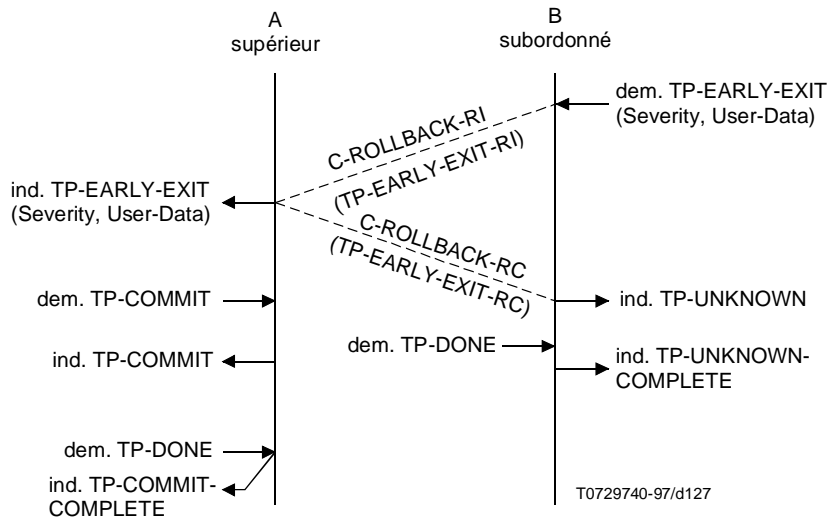 A
supérieur
B
subordonné
dem. TP-EARLY-EXIT
(Severity, User-Data)
C-ROLLBACK-RI
(TP-EARLY-EXIT-RI)
ind. TP-EARLY-EXIT
(Severity, User-Data)
C-ROLLBACK-RC
(TP-EARLY-EXIT-RC)
dem. TP-COMMIT
ind. TP-UNKNOWN
dem. TP-DONE
ind. TP-COMMIT
ind. TP-UNKNOWN-
COMPLETE
dem. TP-DONE
ind. TP-COMMIT-
COMPLETE
T0729740-97/d127